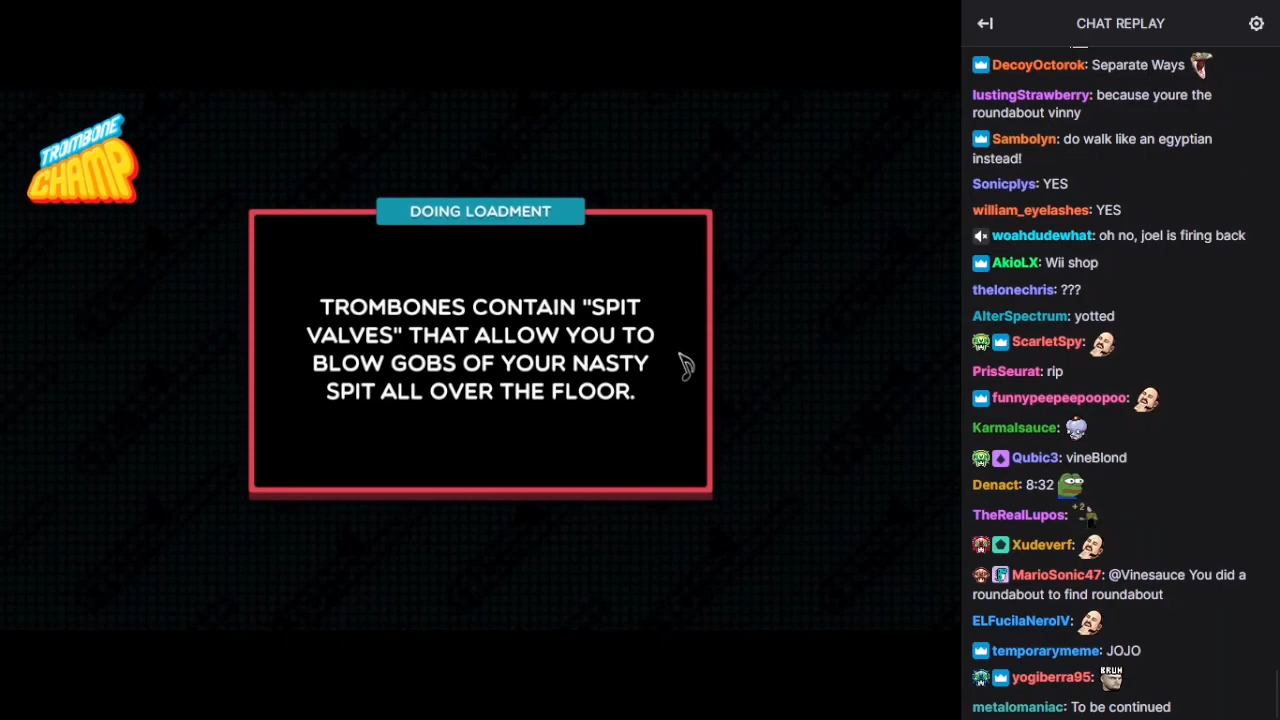 CHAT REPLAY
TROMBONE
CHAMP
DOING LOADMENT
TROMBONES CONTAIN "SPIT
VALVES" THAT ALLOW YOU TO
BLOW GOBS OF YOUR NASTY
SPIT ALL OVER THE FLOOR.
DecoyOctorok: Separate Ways
lustingStrawberry: because youre the
roundabout vinny
Sambolyn: do walk like an egyptian
instead!
Sonicplys: YES
william_eyelashes: YES
woahdudewhat: oh no, joel is firing back
AkioLX: Wii shop
thelonechris: ???
AlterSpectrum: yotted
ScarletSpy:
PrisSeurat: rip
funnypeepeepoopoo:
Karmalsauce:
Qubic3: vineBlond
Denact: 8:32
TheRealLupos: +2
Xudeverf:
MarioSonic47: @Vinesauce You did a
roundabout to find roundabout
ELFucilaNeroIV:
temporarymeme: JOJO
yogiberra95: BRUH
metalomaniac: To be continued